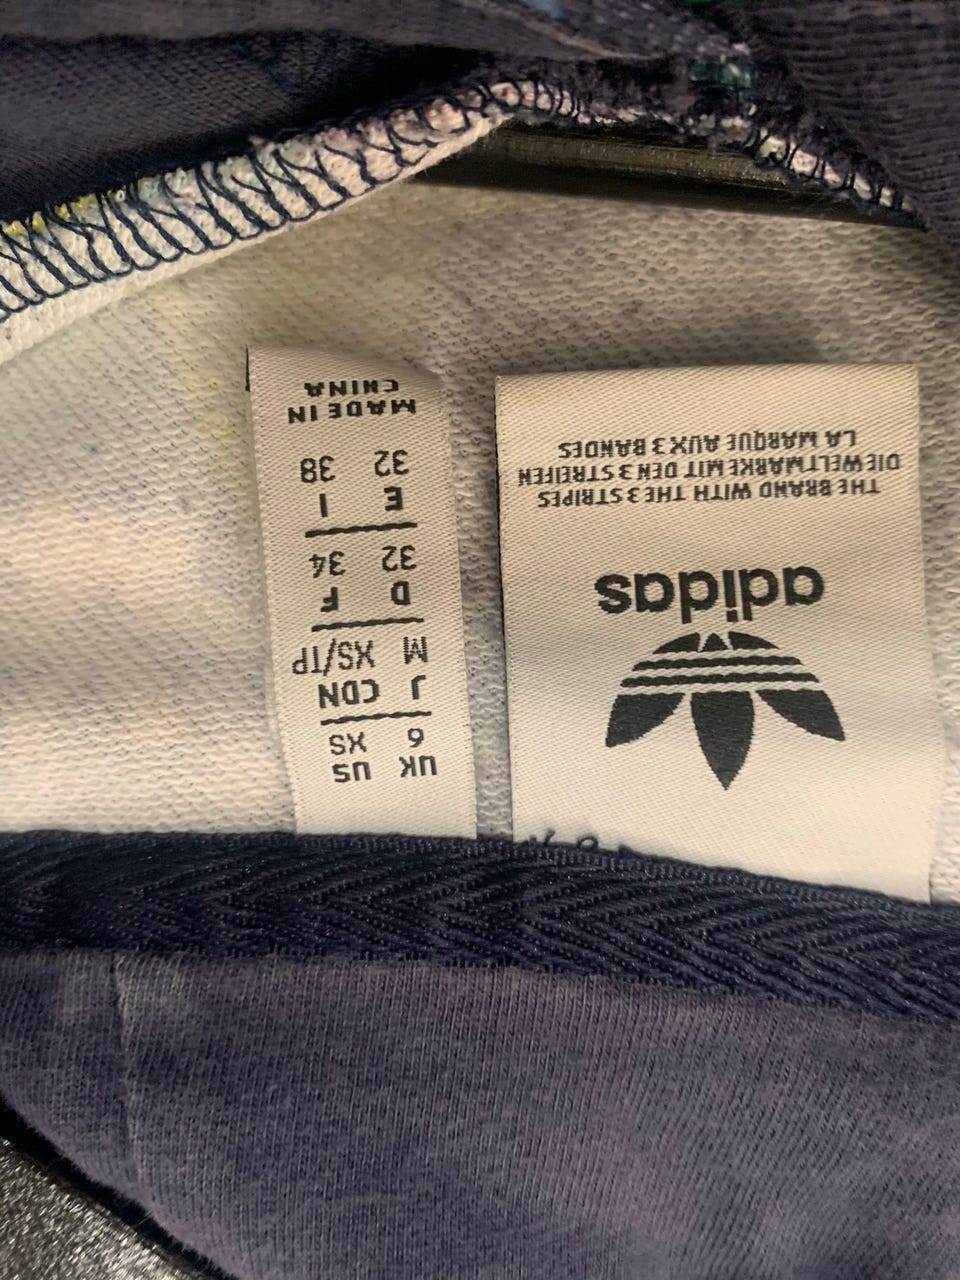 UK US
6 XS
J CDN
M XS/TP
D F
32 34
E I
32 38
MADE IN
CHINA
adidas
THE BRAND WITH THE 3 STRIPES
DIE WELTMARKE MIT DEN 3 STREIFEN
LA MARQUE AUX 3 BANDES